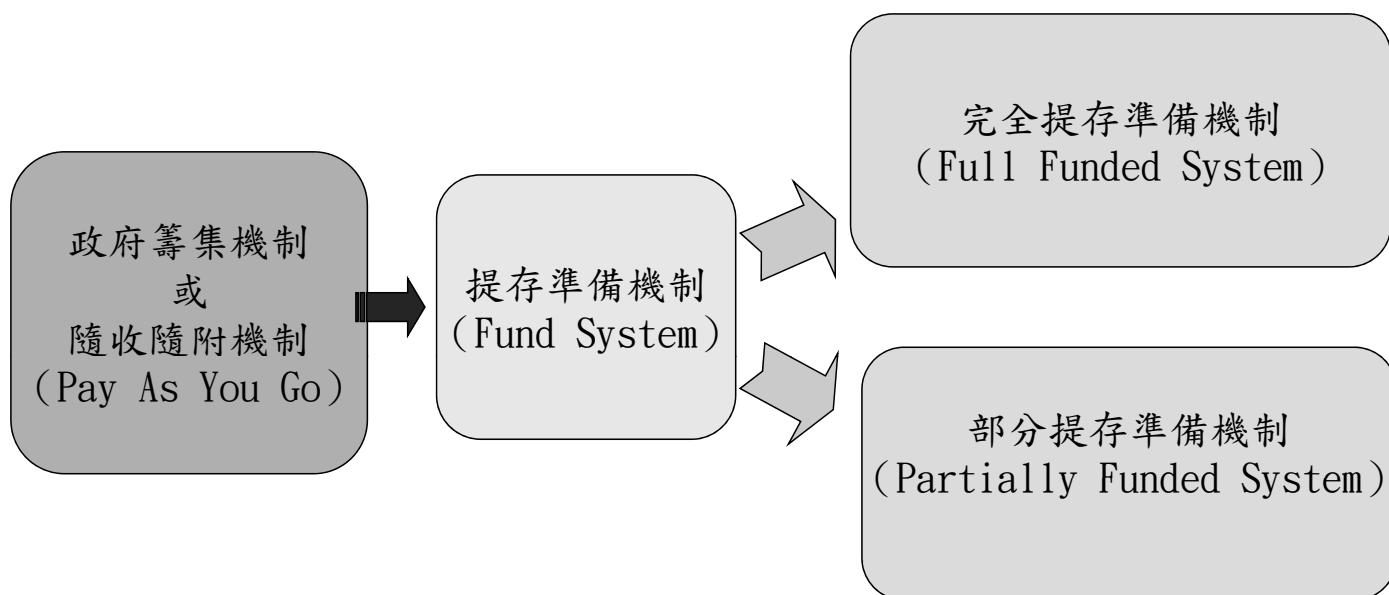 政府籌集機制
或
隨收隨附機制
(Pay As You Go)
提存準備機制
(Fund System)
完全提存準備機制
(Full Funded System)
部分提存準備機制
(Partially Funded System)